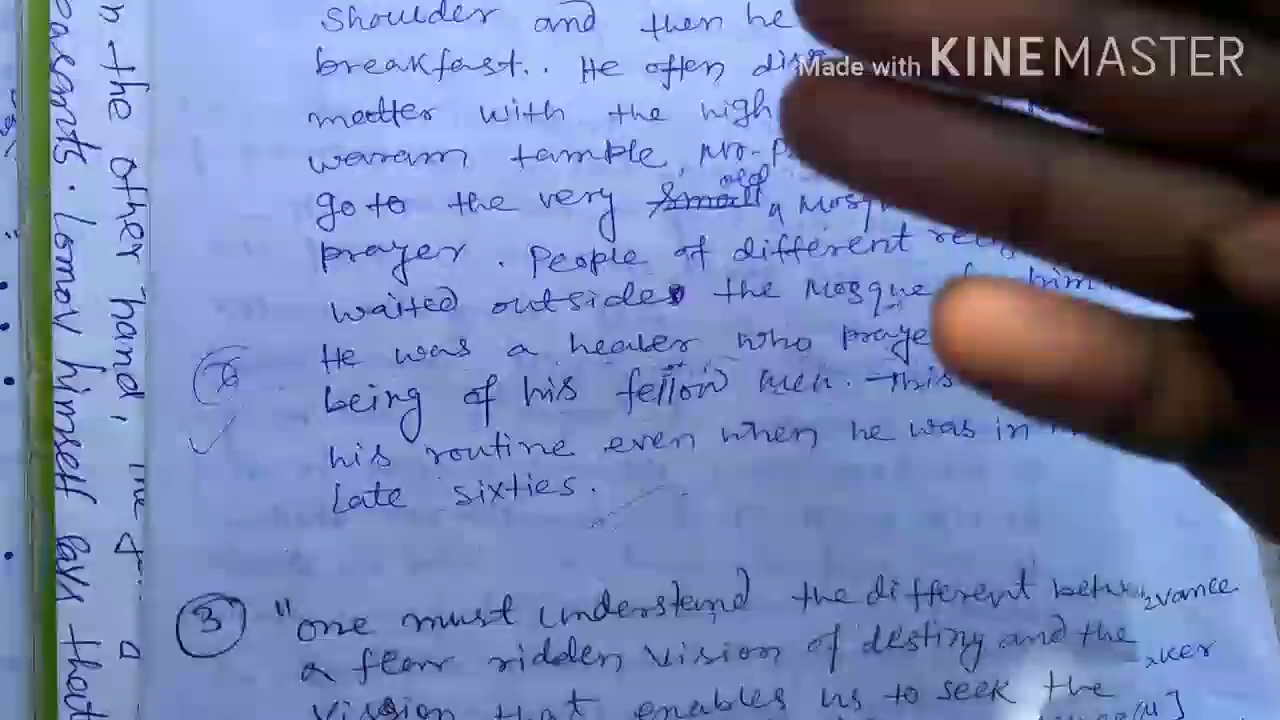 Made with KINEMASTER
shoulder and then he
breakfast.. He often
matter with the high
waram tample, Mr. P
go to the very small old a Mosq
prayer. People of different
waited outsides the Mosque him
He was a healer who praye
being of his fellow men. This
his routine even when he was in
Late sixties.
3 "one must understand the different betw
a fear ridden vision of destiny and the
vision that enables us to seek the
n the other hand, the
easants. Lomov himself says that